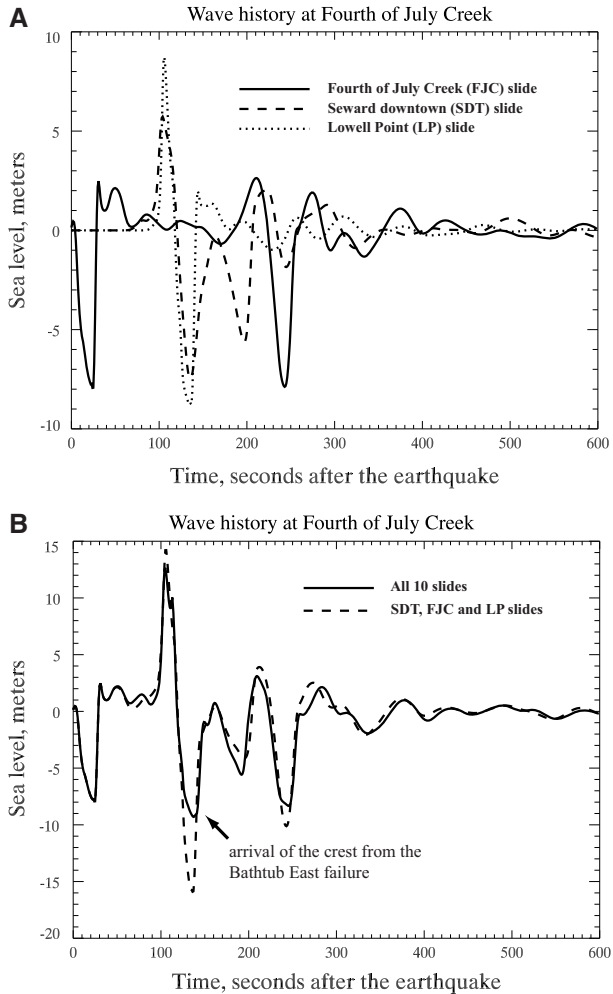 A
Wave history at Fourth of July Creek
10
5
0
-5
-10
Sea level, meters
Fourth of July Creek (FJC) slide
Seward downtown (SDT) slide
Lowell Point (LP) slide
0 100 200 300 400 500 600
Time, seconds after the earthquake
B
Wave history at Fourth of July Creek
15
10
5
0
-5
-10
-15
-20
Sea level, meters
All 10 slides
SDT, FJC and LP slides
arrival of the crest from the
Bathtub East failure
0 100 200 300 400 500 600
Time, seconds after the earthquake